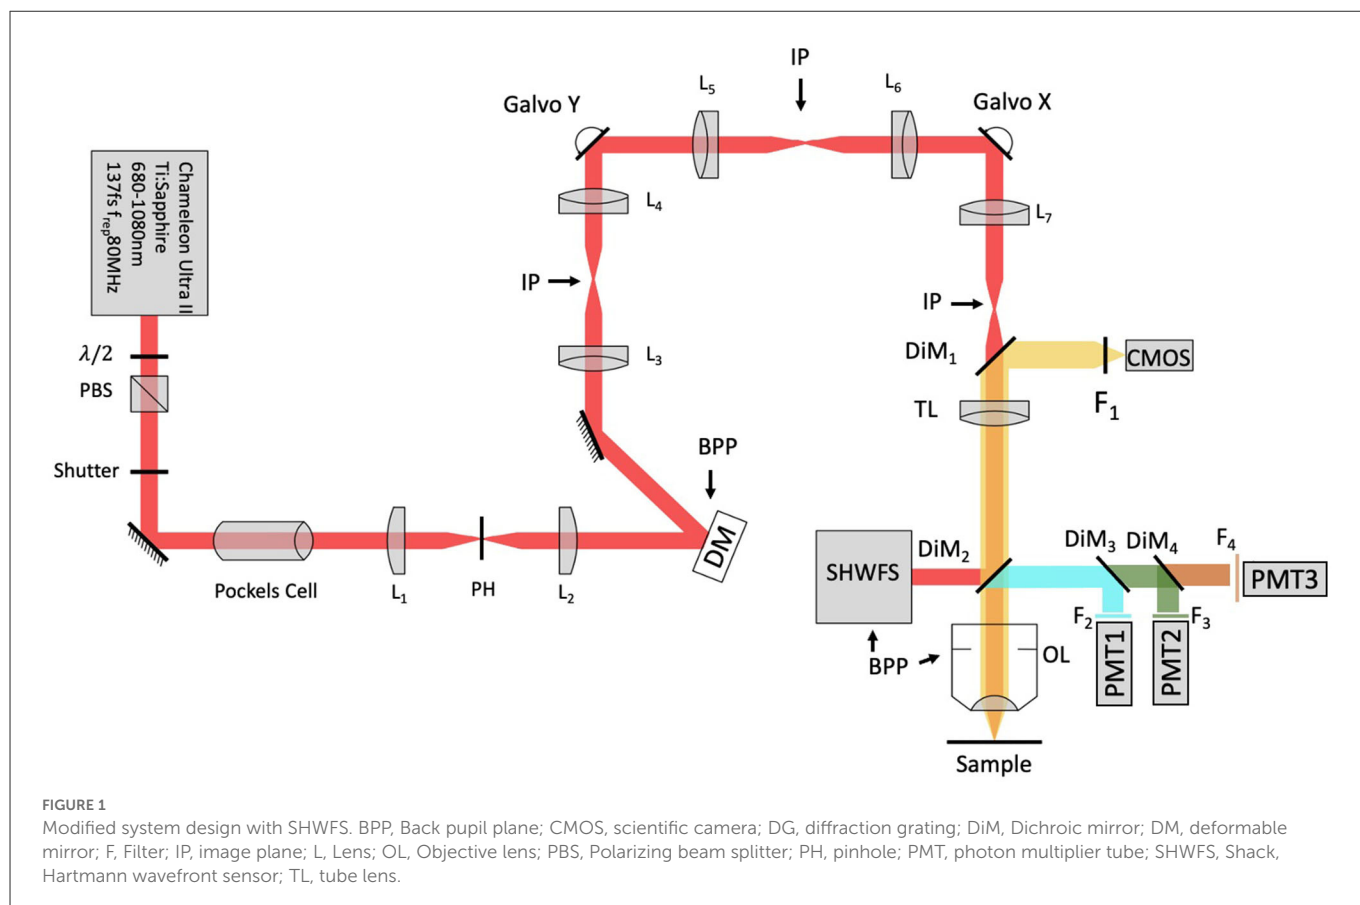 IP
L5
L6
Galvo Y
Galvo X
Chameleon Ultra II
Ti:Sapphire
680-1080nm
137fs frep80MHz
L4
L7
IP
IP
λ/2
PBS
L3
DiM1
CMOS
F1
TL
Shutter
BPP
DM
Pockels Cell
L1
PH
L2
SHWFS
DiM2
DiM3
DiM4
F4
PMT3
F2
F3
PMT1
PMT2
BPP
OL
Sample
FIGURE 1
Modified system design with SHWFS. BPP, Back pupil plane; CMOS, scientific camera; DG, diffraction grating; DiM, Dichroic mirror; DM, deformable
mirror; F, Filter; IP, image plane; L, Lens; OL, Objective lens; PBS, Polarizing beam splitter; PH, pinhole; PMT, photon multiplier tube; SHWFS, Shack,
Hartmann wavefront sensor; TL, tube lens.